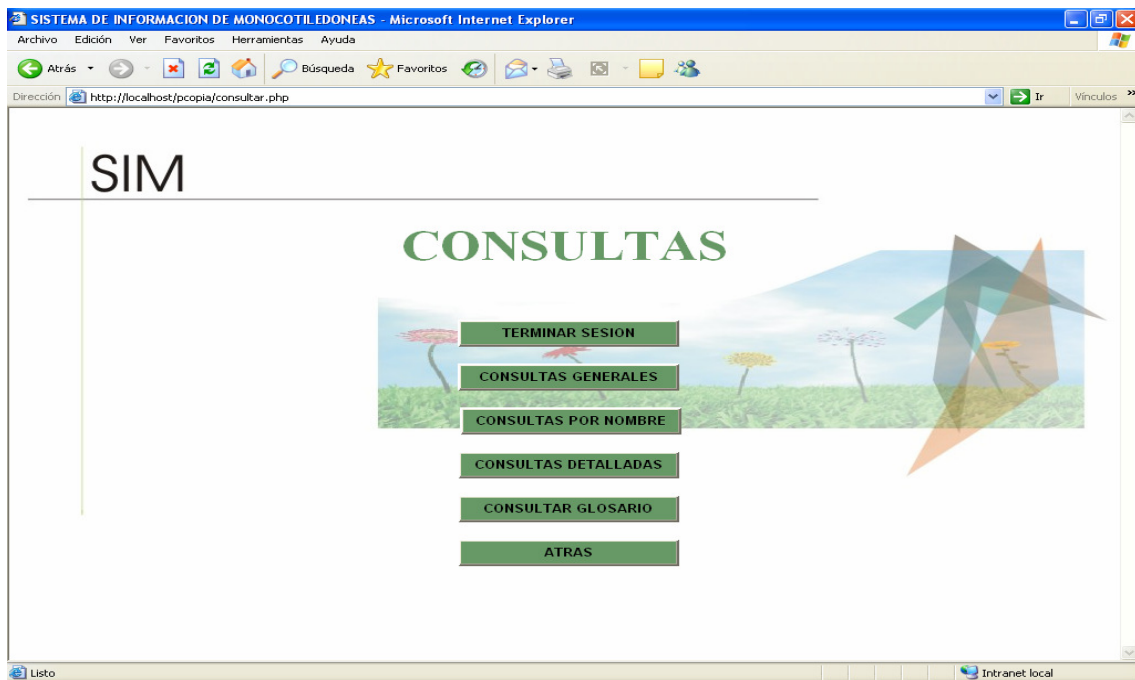 SISTEMA DE INFORMACION DE MONOCOTILEDONEAS - Microsoft Internet Explorer
Archivo Edición Ver Favoritos Herramientas Ayuda
Atrás Búsqueda Favoritos
Dirección http://localhost/pcopia/consultar.php Ir Vínculos »
SIM
CONSULTAS
TERMINAR SESION
CONSULTAS GENERALES
CONSULTAS POR NOMBRE
CONSULTAS DETALLADAS
CONSULTAR GLOSARIO
ATRAS
Listo Intranet local